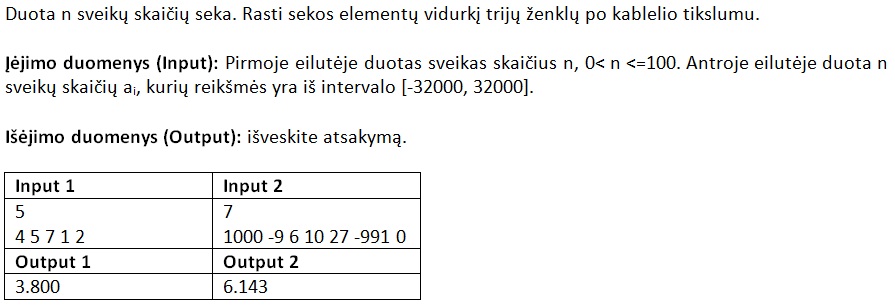 Duota n sveikų skaičių seka. Rasti sekos elementų vidurkį trijų ženklų po kablelio tikslumu.
Įėjimo duomenys (Input): Pirmoje eilutėje duotas sveikas skaičius n, 0< n <=100. Antroje eilutėje duota n
sveikų skaičių aᵢ, kurių reikšmės yra iš intervalo [-32000, 32000].
Išėjimo duomenys (Output): išveskite atsakymą.
Input 1 Input 2
5 7
4 5 7 1 2 1000 -9 6 10 27 -991 0
Output 1 Output 2
3.800 6.143